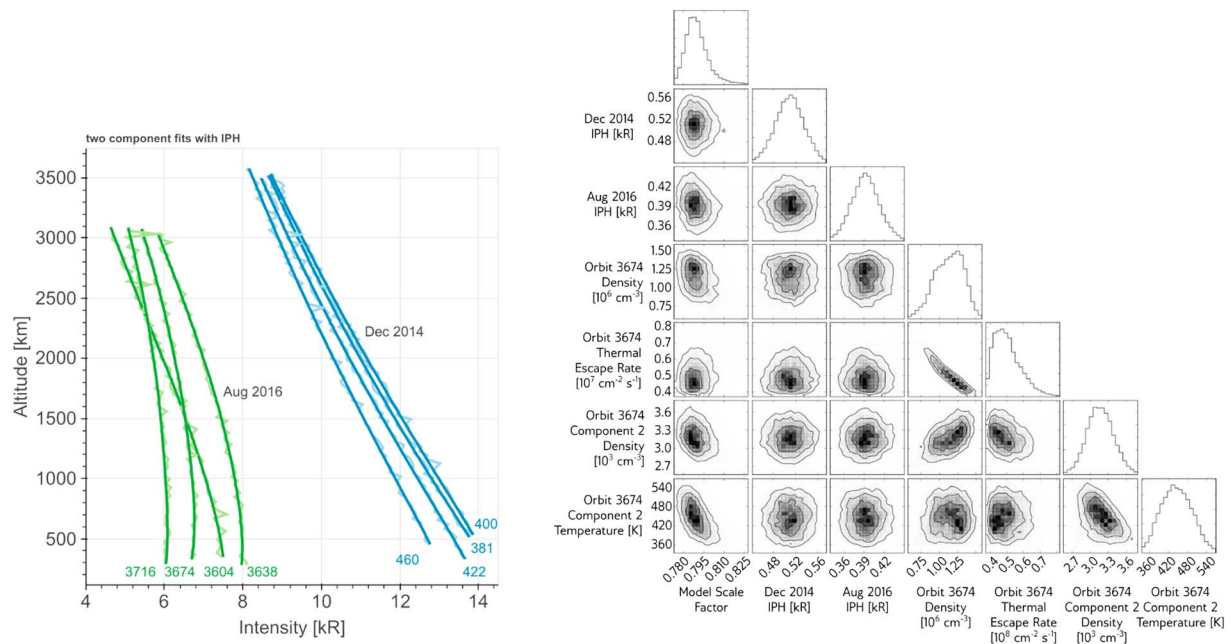 two component fits with IPH
3500
3000
2500
2000
1500
1000
500
Altitude [km]
Dec 2014
Aug 2016
3716 3674 3604 3638
460
400
381
422
4 6 8 10 12 14
Intensity [kR]
Dec 2014
IPH [kR]
0.56
0.52
0.48
Aug 2016
IPH [kR]
0.42
0.39
0.36
Orbit 3674
Density
[10⁶ cm⁻³]
1.50
1.25
1.00
0.75
Orbit 3674
Thermal
Escape Rate
[10⁷ cm⁻² s⁻¹]
0.8
0.7
0.6
0.5
0.4
Orbit 3674
Component 2
Density
[10³ cm⁻³]
3.6
3.3
3.0
2.7
Orbit 3674
Component 2
Temperature [K]
540
480
420
360
0.780 0.795 0.810 0.825
0.48 0.52 0.56
0.36 0.39 0.42
0.75 1.00 1.25
0.4 0.5 0.6 0.7
2.7 3.0 3.3 3.6
360 420 480 540
Model Scale
Factor
Dec 2014
IPH [kR]
Aug 2016
IPH [kR]
Orbit 3674
Density
[10⁶ cm⁻³]
Orbit 3674
Thermal
Escape Rate
[10⁸ cm⁻² s⁻¹]
Orbit 3674
Component 2
Density
[10³ cm⁻³]
Orbit 3674
Component 2
Temperature [K]